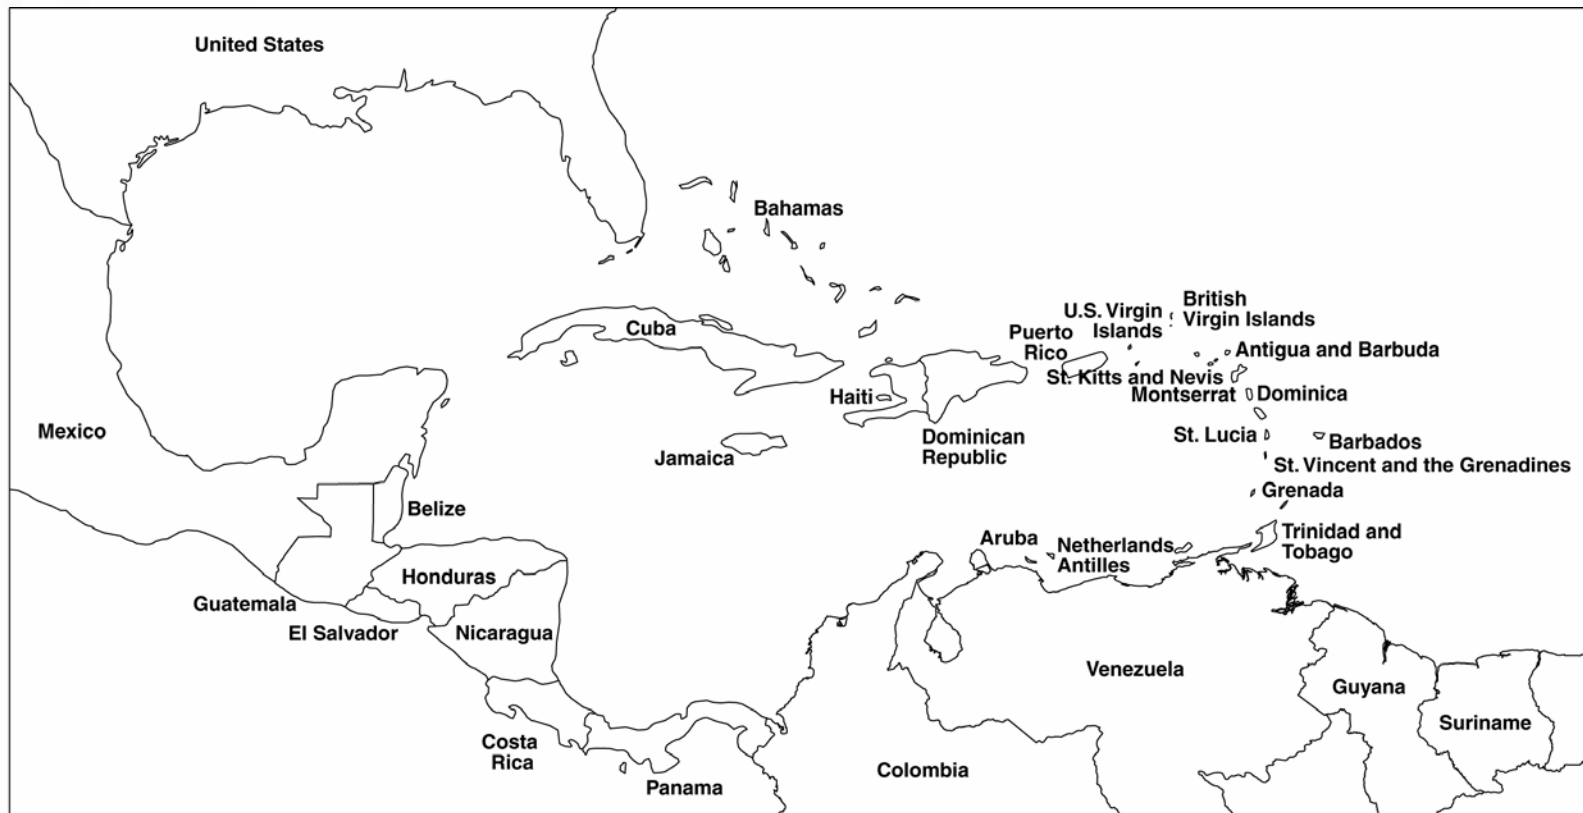 United States
Bahamas
British
Virgin Islands
U.S. Virgin
Islands
Cuba
Puerto
Rico
Antigua and Barbuda
St. Kitts and Nevis
Montserrat
Dominica
Haiti
Mexico
Dominican
Republic
St. Lucia
Barbados
Jamaica
St. Vincent and the Grenadines
Grenada
Belize
Trinidad and
Tobago
Aruba
Netherlands
Antilles
Honduras
Guatemala
El Salvador
Nicaragua
Venezuela
Guyana
Suriname
Costa
Rica
Colombia
Panama